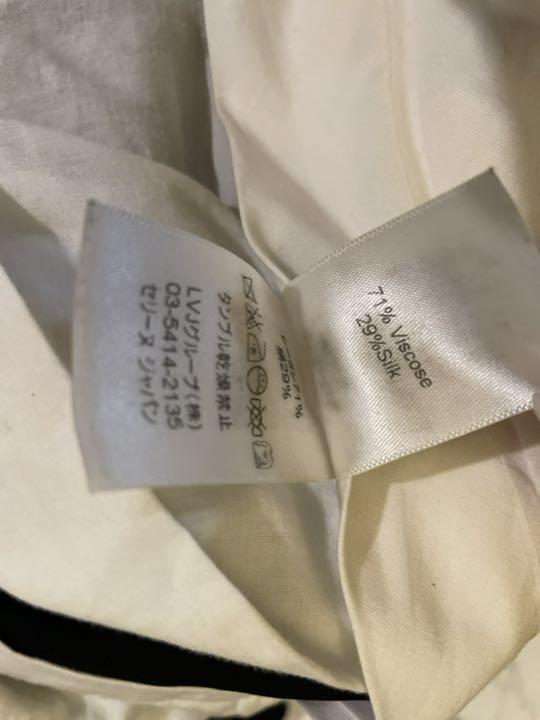 71% Viscose
29%Silk
71%
絹29%
タンブル乾燥禁止
LVJグループ(株)
03-5414-2135
セリーヌ ジャパン